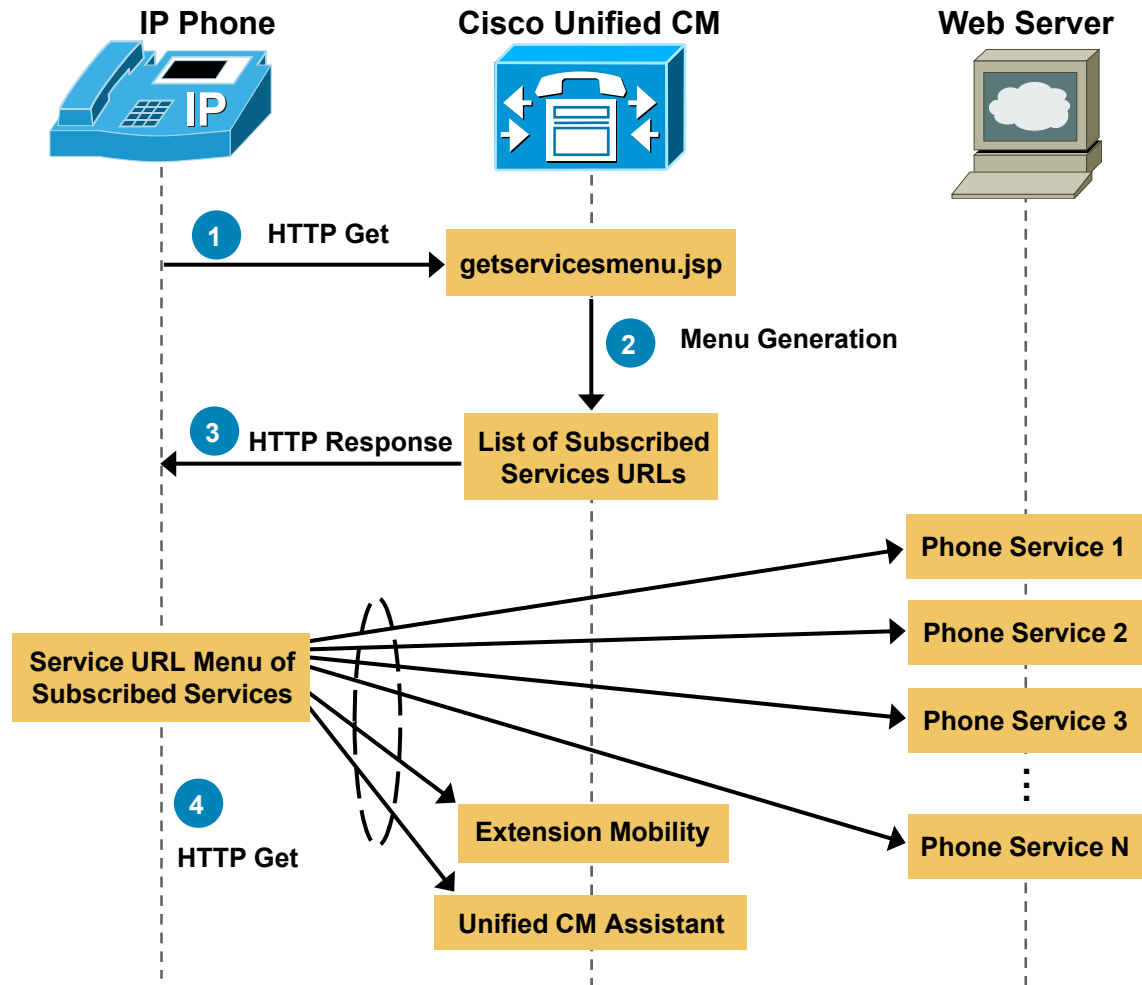 IP Phone
Cisco Unified CM
Web Server
IP
1
HTTP Get
getservicesmenu.jsp
2
Menu Generation
3
HTTP Response
List of Subscribed
Services URLs
Phone Service 1
Phone Service 2
Service URL Menu of
Subscribed Services
Phone Service 3
4
HTTP Get
Extension Mobility
Phone Service N
Unified CM Assistant